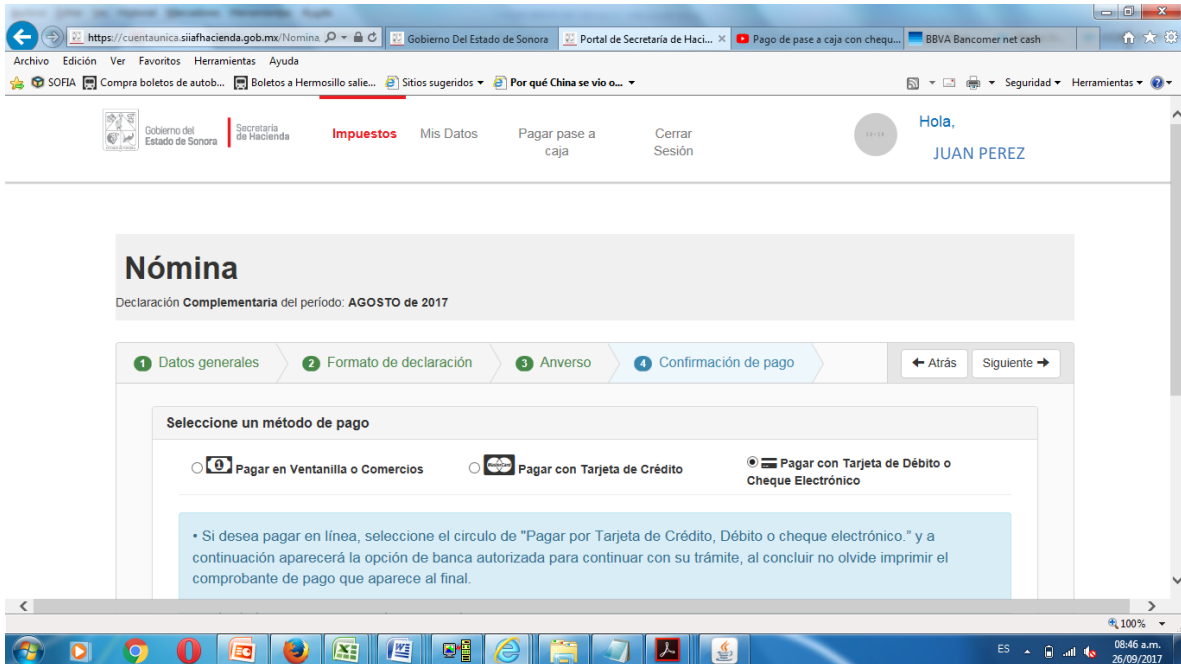 https://cuentaunica.siiafhacienda.gob.mx/Nomina
Gobierno Del Estado de Sonora
Portal de Secretaría de Haci...
Pago de pase a caja con chequ...
BBVA Bancomer net cash
Archivo Edición Ver Favoritos Herramientas Ayuda
SOFIA Compra boletos de autob... Boletos a Hermosillo salie... Sitios sugeridos Por qué China se vio o... Seguridad Herramientas
Gobierno del
Estado de Sonora
Secretaría
de Hacienda
Impuestos
Mis Datos
Pagar pase a
caja
Cerrar
Sesión
Hola,
JUAN PEREZ
Nómina
Declaración Complementaria del período: AGOSTO de 2017
1 Datos generales
2 Formato de declaración
3 Anverso
4 Confirmación de pago
Atrás
Siguiente
Seleccione un método de pago
Pagar en Ventanilla o Comercios
MasterCard
Pagar con Tarjeta de Crédito
Pagar con Tarjeta de Débito o
Cheque Electrónico
• Si desea pagar en línea, seleccione el circulo de "Pagar por Tarjeta de Crédito, Débito o cheque electrónico." y a
continuación aparecerá la opción de banca autorizada para continuar con su trámite, al concluir no olvide imprimir el
comprobante de pago que aparece al final.
100%
ES
08:46 a.m.
26/09/2017